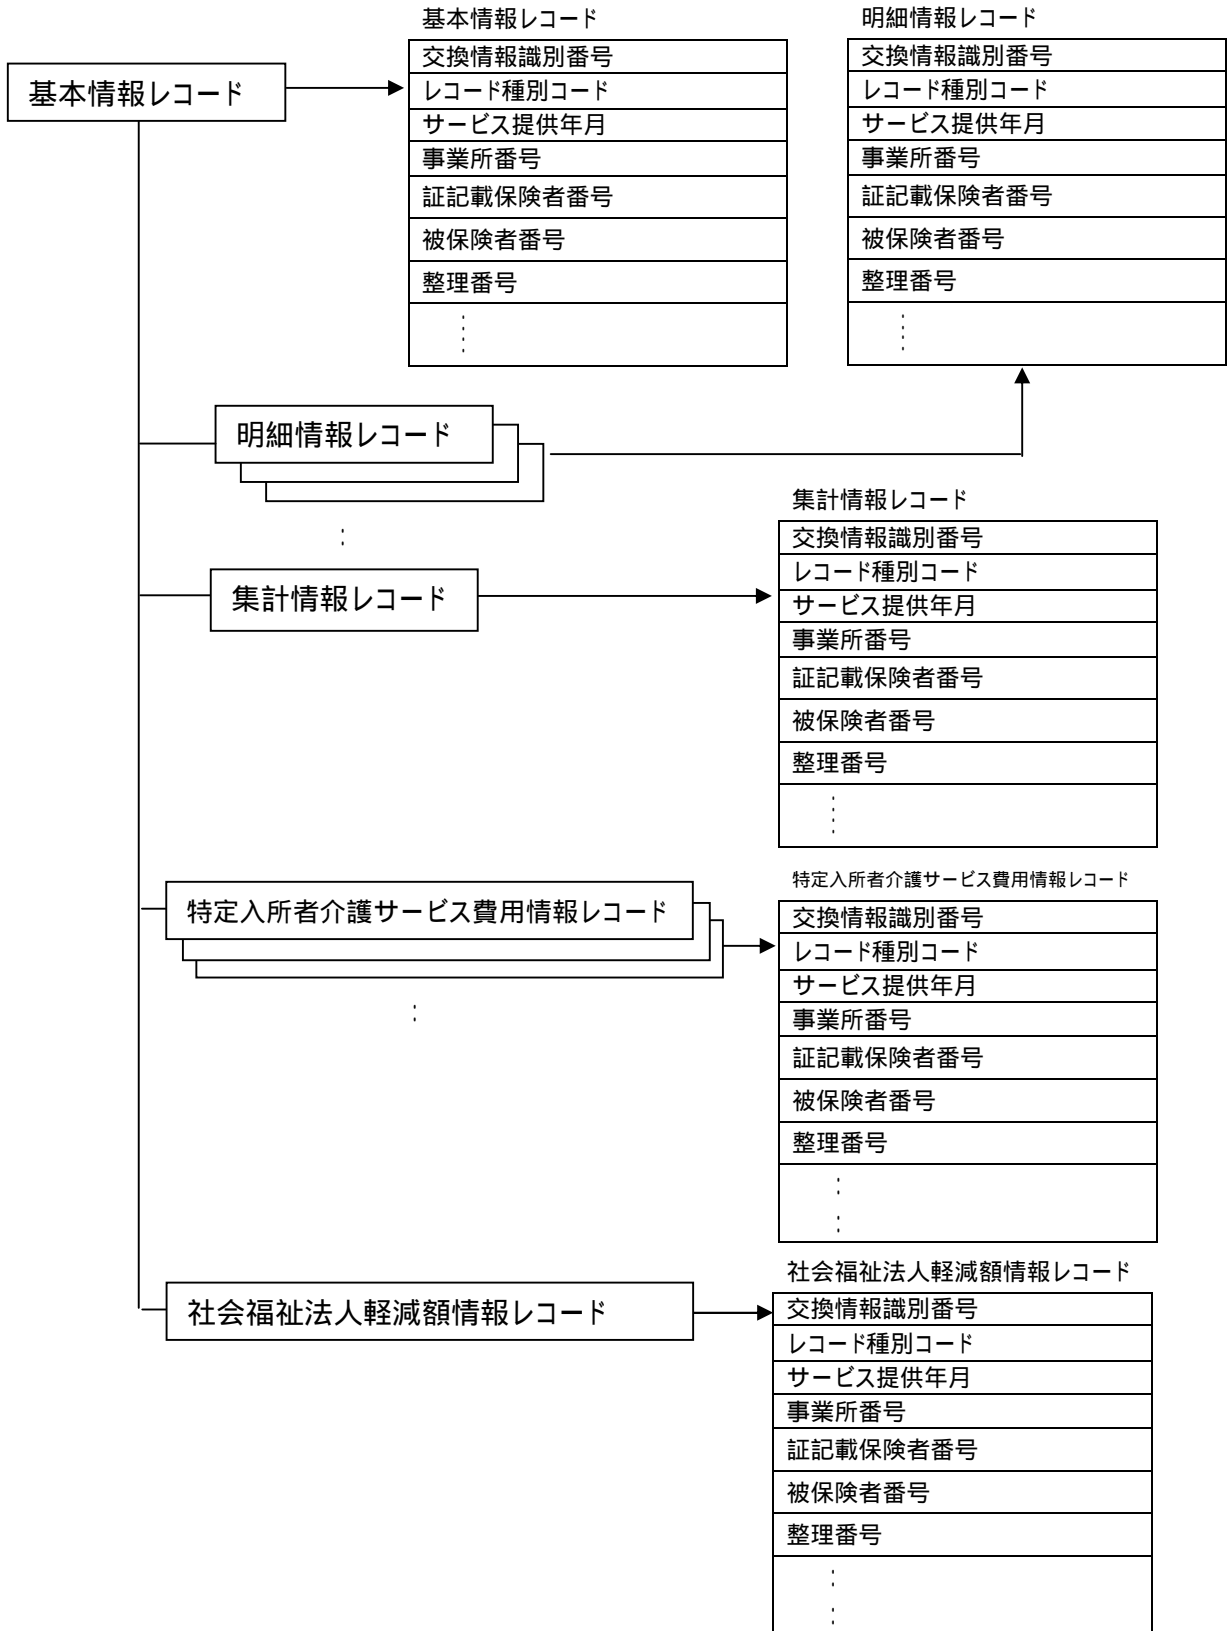 基本情報レコード
基本情報レコード
交換情報識別番号
レコード種別コード
サービス提供年月
事業所番号
証記載保険者番号
被保険者番号
整理番号
明細情報レコード
交換情報識別番号
レコード種別コード
サービス提供年月
事業所番号
証記載保険者番号
被保険者番号
整理番号
明細情報レコード
集計情報レコード
集計情報レコード
交換情報識別番号
レコード種別コード
サービス提供年月
事業所番号
証記載保険者番号
被保険者番号
整理番号
特定入所者介護サービス費用情報レコード
特定入所者介護サービス費用情報レコード
交換情報識別番号
レコード種別コード
サービス提供年月
事業所番号
証記載保険者番号
被保険者番号
整理番号
社会福祉法人軽減額情報レコード
社会福祉法人軽減額情報レコード
交換情報識別番号
レコード種別コード
サービス提供年月
事業所番号
証記載保険者番号
被保険者番号
整理番号